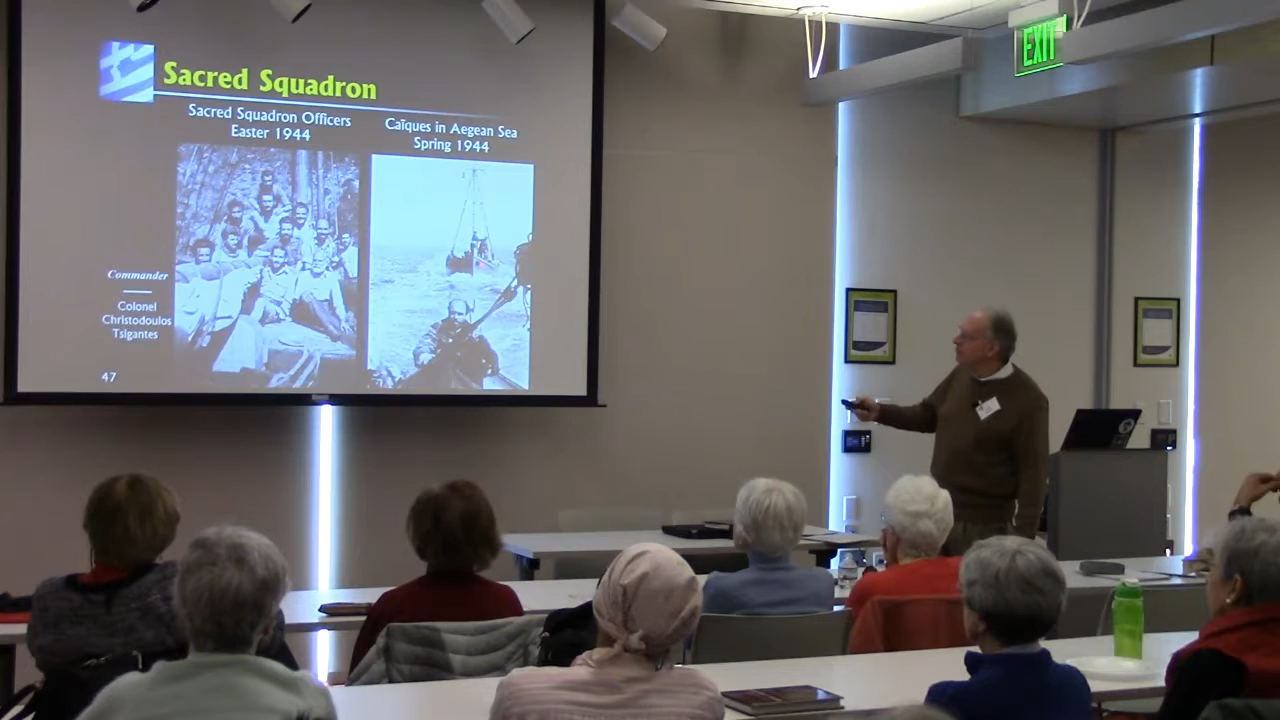 Sacred Squadron
Sacred Squadron Officers
Easter 1944
Caïques in Aegean Sea
Spring 1944
Commander
Colonel
Christodoulos
Tsigantes
47
EXIT